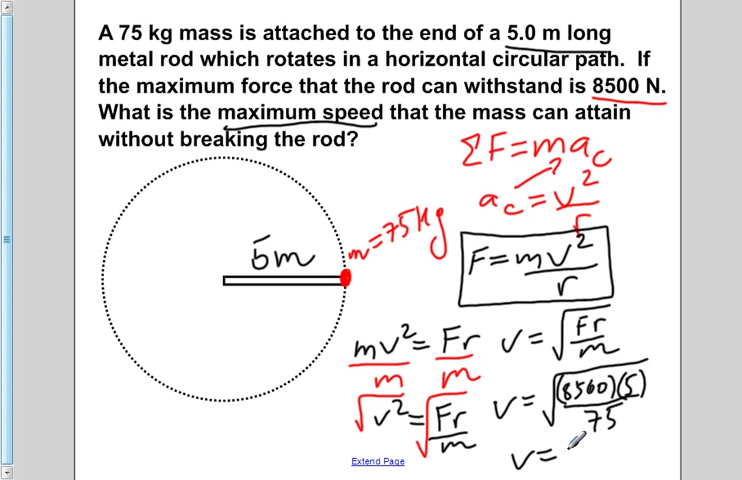 A 75 kg mass is attached to the end of a 5.0 m long
metal rod which rotates in a horizontal circular path. If
the maximum force that the rod can withstand is 8500 N.
What is the maximum speed that the mass can attain
without breaking the rod?
ΣF=ma_c
a_c=v²/r
m=75kg
5m
F=mv²/r
mv²/m=Fr/m
v=√(Fr/m)
√v²=√(Fr/m)
v=√((8500)(5)/75)
v=
Extend Page